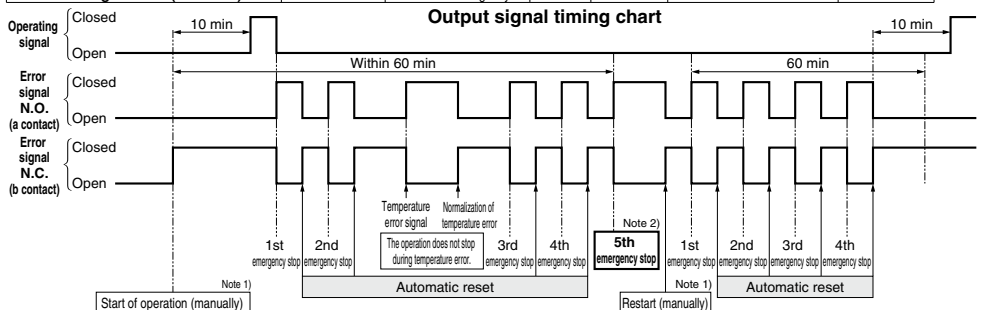 Output signal timing chart
Operating signal
Closed
Open
10 min
10 min
Within 60 min
60 min
Error signal N.O. (a contact)
Closed
Open
Error signal N.C. (b contact)
Closed
Open
Temperature error signal
Normalization of temperature error
The operation does not stop during temperature error.
1st emergency stop
2nd emergency stop
3rd emergency stop
4th emergency stop
Note 2)
5th emergency stop
1st emergency stop
2nd emergency stop
3rd emergency stop
4th emergency stop
Automatic reset
Automatic reset
Note 1)
Start of operation (manually)
Note 1)
Restart (manually)